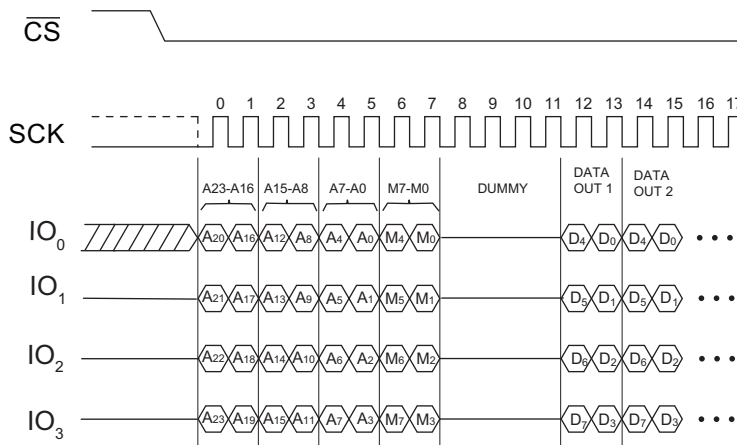 CS
0 1 2 3 4 5 6 7 8 9 10 11 12 13 14 15 16 17
SCK
A23-A16 A15-A8 A7-A0 M7-M0 DUMMY DATA OUT 1 DATA OUT 2
IO0 A20 A16 A12 A8 A4 A0 M4 M0 D4 D0 D4 D0 • • •
IO1 A21 A17 A13 A9 A5 A1 M5 M1 D5 D1 D5 D1 • • •
IO2 A22 A18 A14 A10 A6 A2 M6 M2 D6 D2 D6 D2 • • •
IO3 A23 A19 A15 A11 A7 A3 M7 M3 D7 D3 D7 D3 • • •